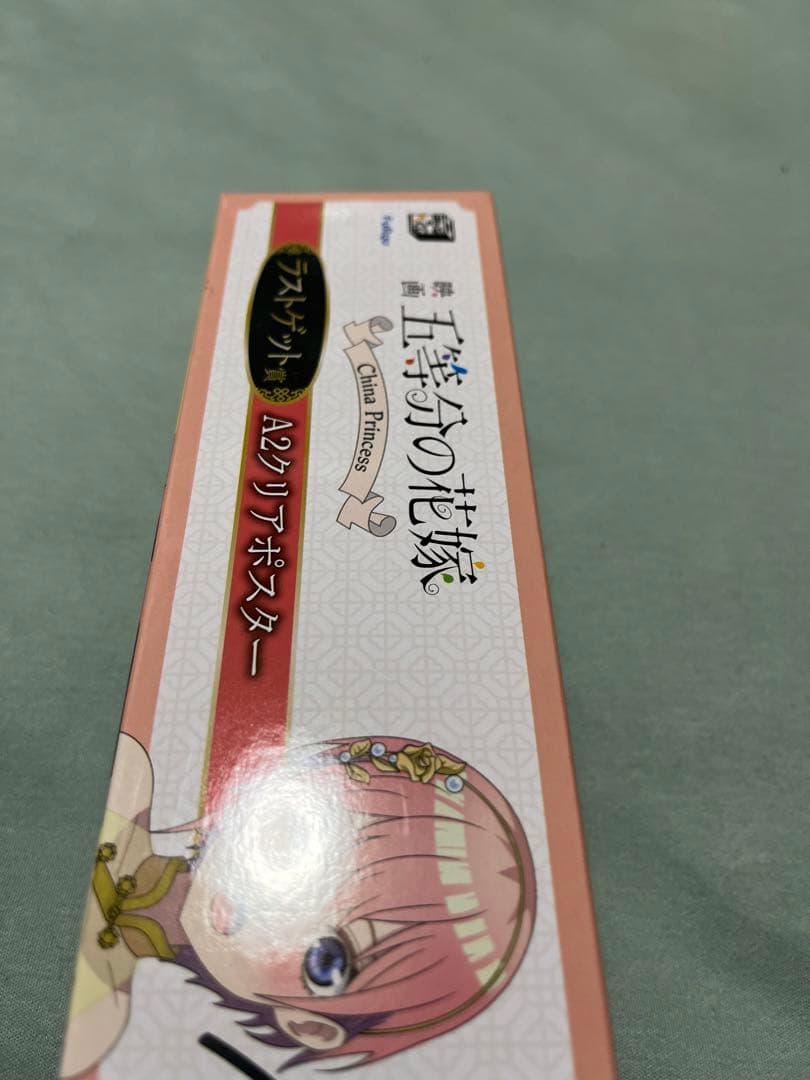 FuRyu
映画
五等分の花嫁
China Princess
ラストゲット賞
A2クリアポスター